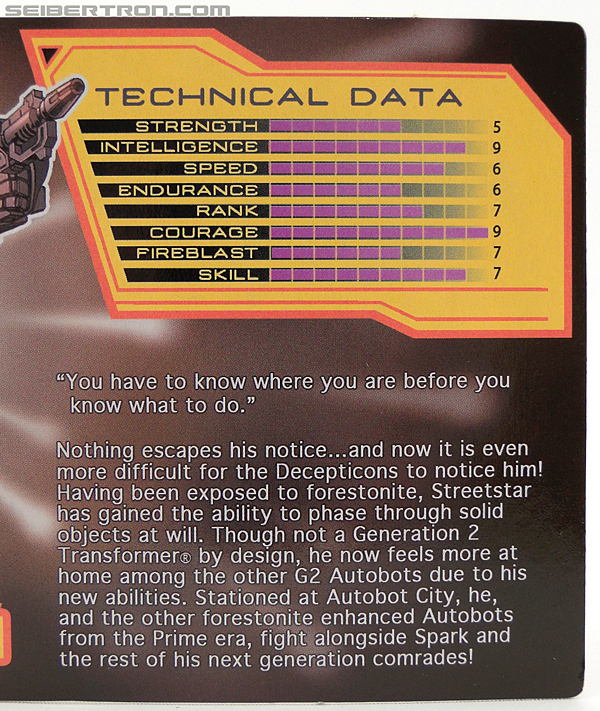 SEIBERTRON.COM
TECHNICAL DATA
STRENGTH 5
INTELLIGENCE 9
SPEED 6
ENDURANCE 6
RANK 7
COURAGE 9
FIREBLAST 7
SKILL 7
“You have to know where you are before you
know what to do.”
Nothing escapes his notice...and now it is even
more difficult for the Decepticons to notice him!
Having been exposed to forestonite, Streetstar
has gained the ability to phase through solid
objects at will. Though not a Generation 2
Transformer® by design, he now feels more at
home among the other G2 Autobots due to his
new abilities. Stationed at Autobot City, he,
and the other forestonite enhanced Autobots
from the Prime era, fight alongside Spark and
the rest of his next generation comrades!